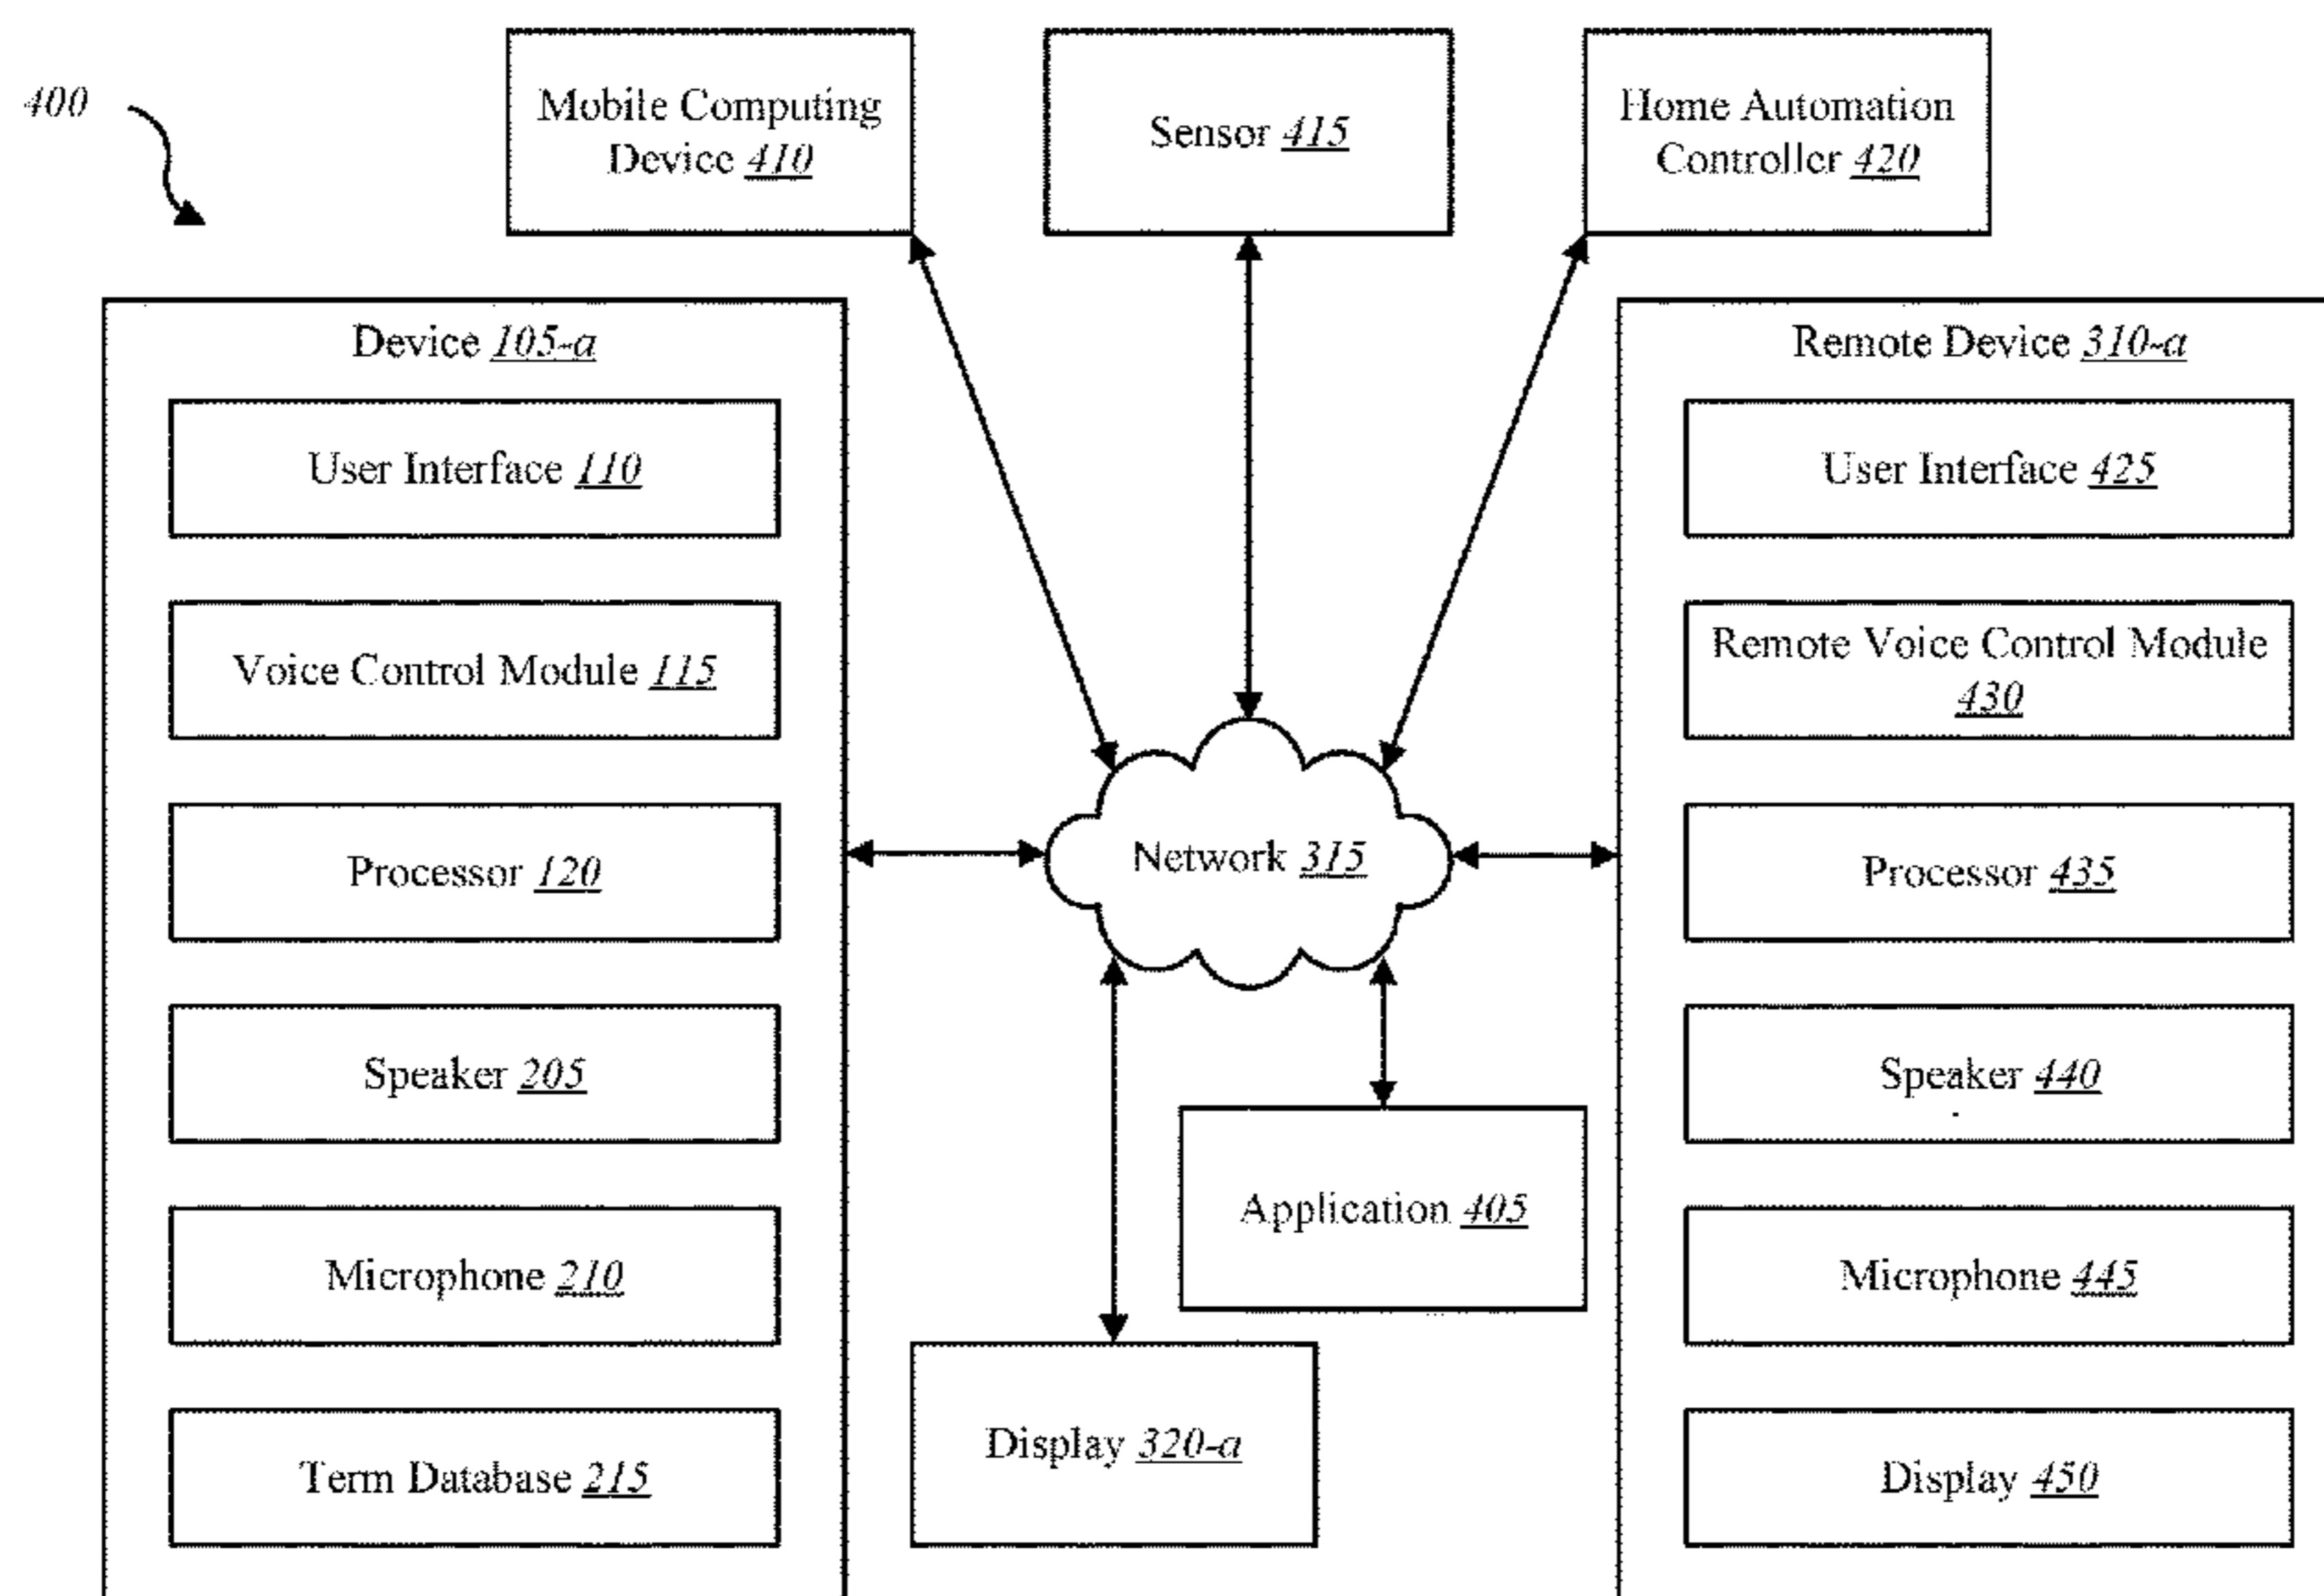 400
Mobile Computing
Device 410
Sensor 415
Home Automation
Controller 420
Device 105-a
User Interface 110
Voice Control Module 115
Processor 120
Speaker 205
Microphone 210
Term Database 215
Network 315
Application 405
Display 320-a
Remote Device 310-a
User Interface 425
Remote Voice Control Module
430
Processor 435
Speaker 440
Microphone 445
Display 450